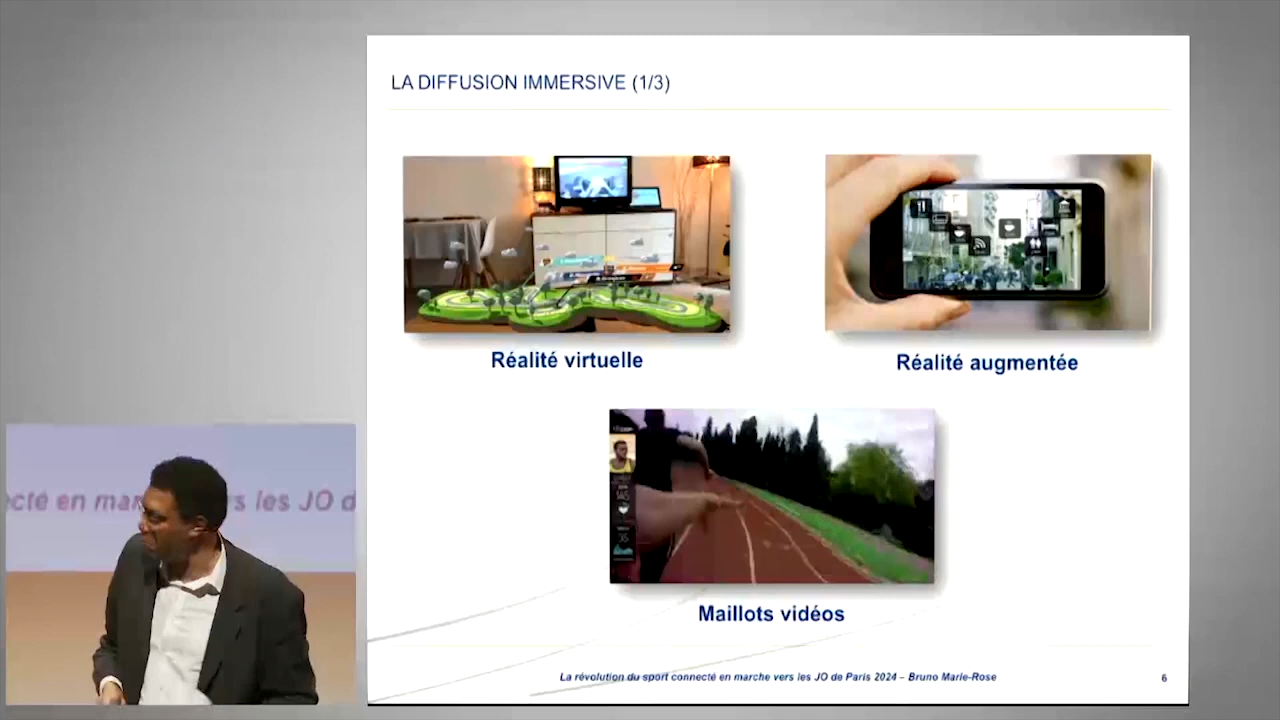 LA DIFFUSION IMMERSIVE (1/3)
Réalité virtuelle
Réalité augmentée
Maillots vidéos
La révolution du sport connecté en marche vers les JO de Paris 2024 – Bruno Marie-Rose
6
ecté en mar
s les JO d